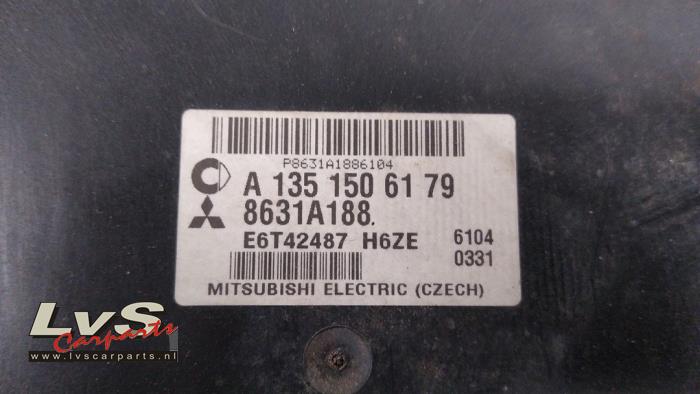 P8631A1886104
A 135 150 61 79
8631A188.
E6T42487 H6ZE 6104
0331
MITSUBISHI ELECTRIC (CZECH)
LvS
Carparts
www.lvscarparts.nl